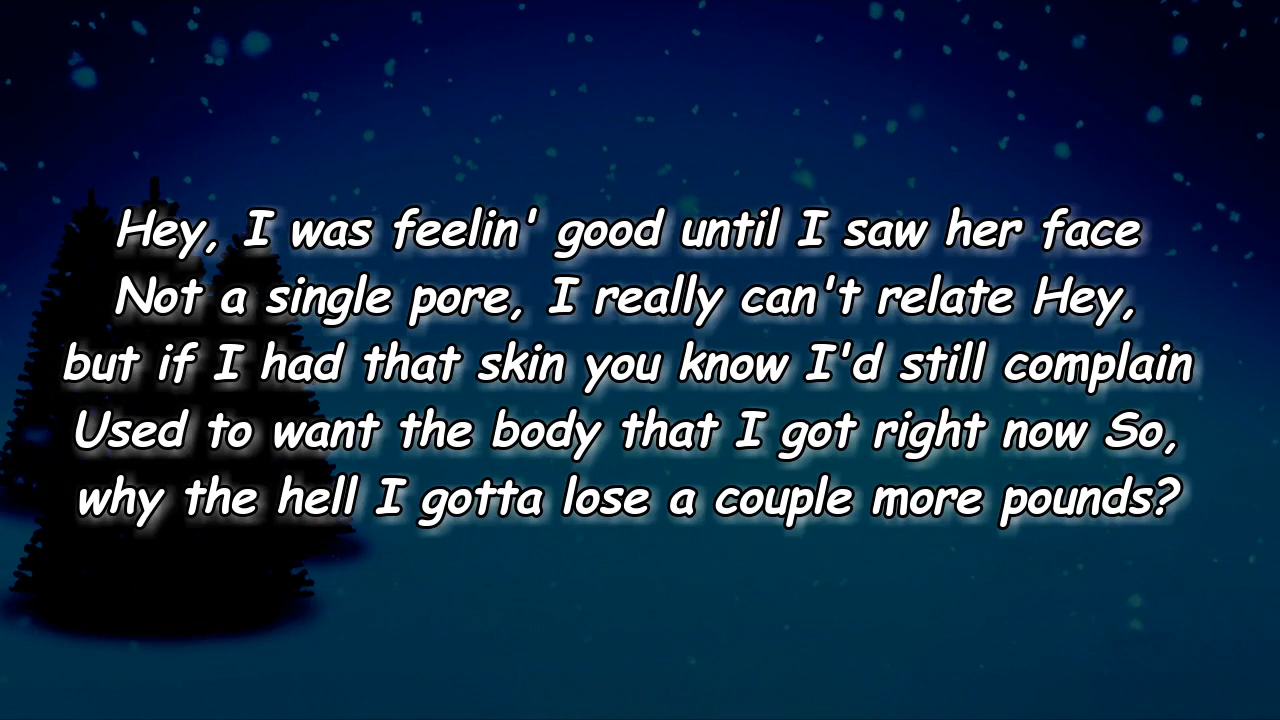 Hey, I was feelin' good until I saw her face
Not a single pore, I really can't relate Hey,
but if I had that skin you know I'd still complain
Used to want the body that I got right now So,
why the hell I gotta lose a couple more pounds?